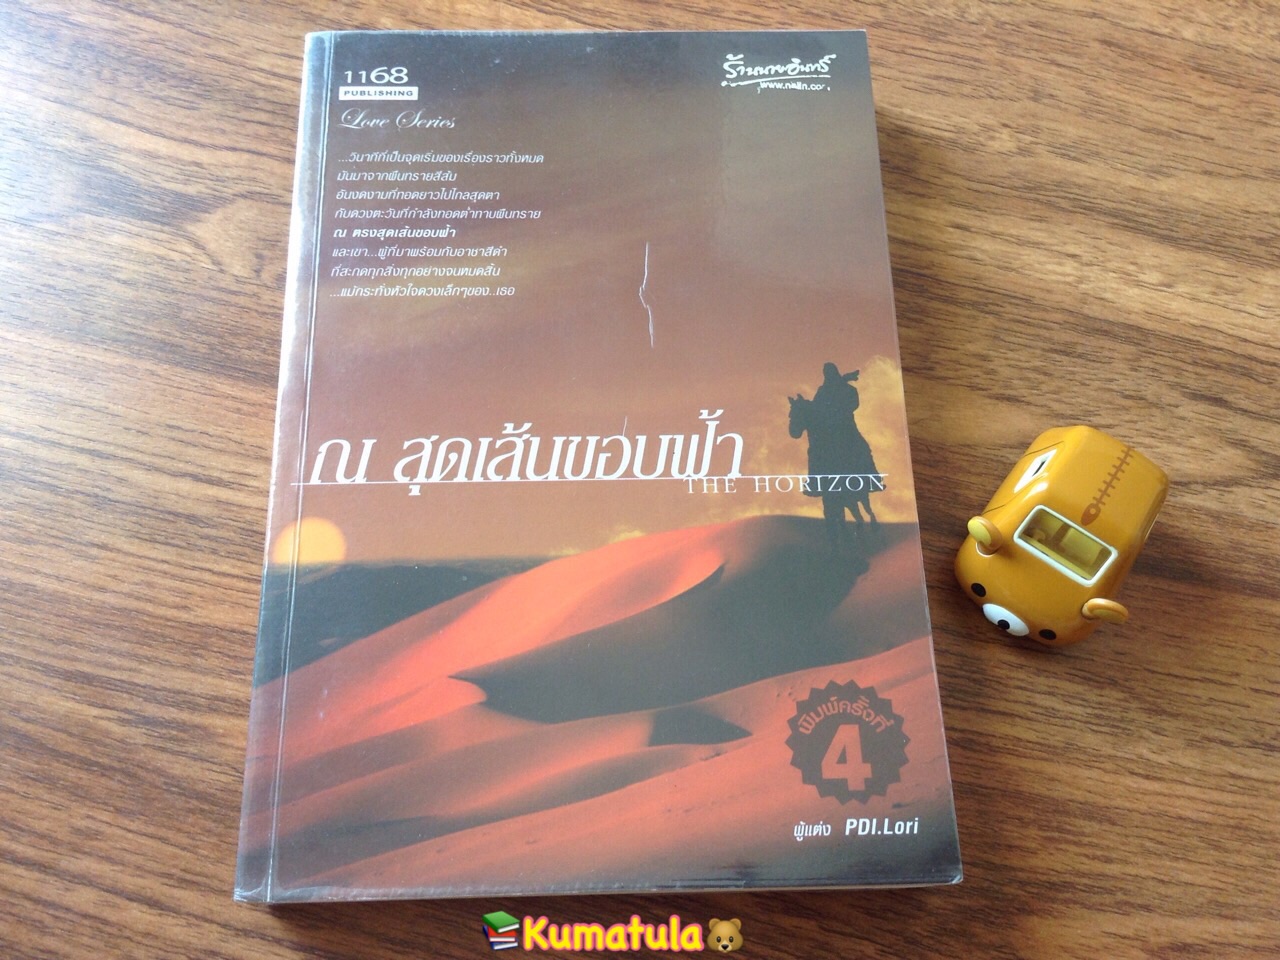 1168
PUBLISHING
Love Series
ร้านนายอินทร์
www.naiin.com
...วินาทีที่เป็นจุดเริ่มของเรื่องราวทั้งหมด
มันมาจากผืนทรายสีส้ม
อันงดงามที่ทอดยาวไปไกลสุดตา
กับดวงตะวันที่กำลังทอดต่ำทาบผืนทราย
ณ ตรงสุดเส้นขอบฟ้า
และเขา...ผู้ที่มาพร้อมกับอาชาสีดำ
ที่สะกดทุกสิ่งทุกอย่างจนหมดสิ้น
...แม้กระทั่งหัวใจดวงเล็กๆของ..เธอ
ณ สุดเส้นขอบฟ้า
THE HORIZON
พิมพ์ครั้งที่
4
ผู้แต่ง PDI.Lori
Kumatula